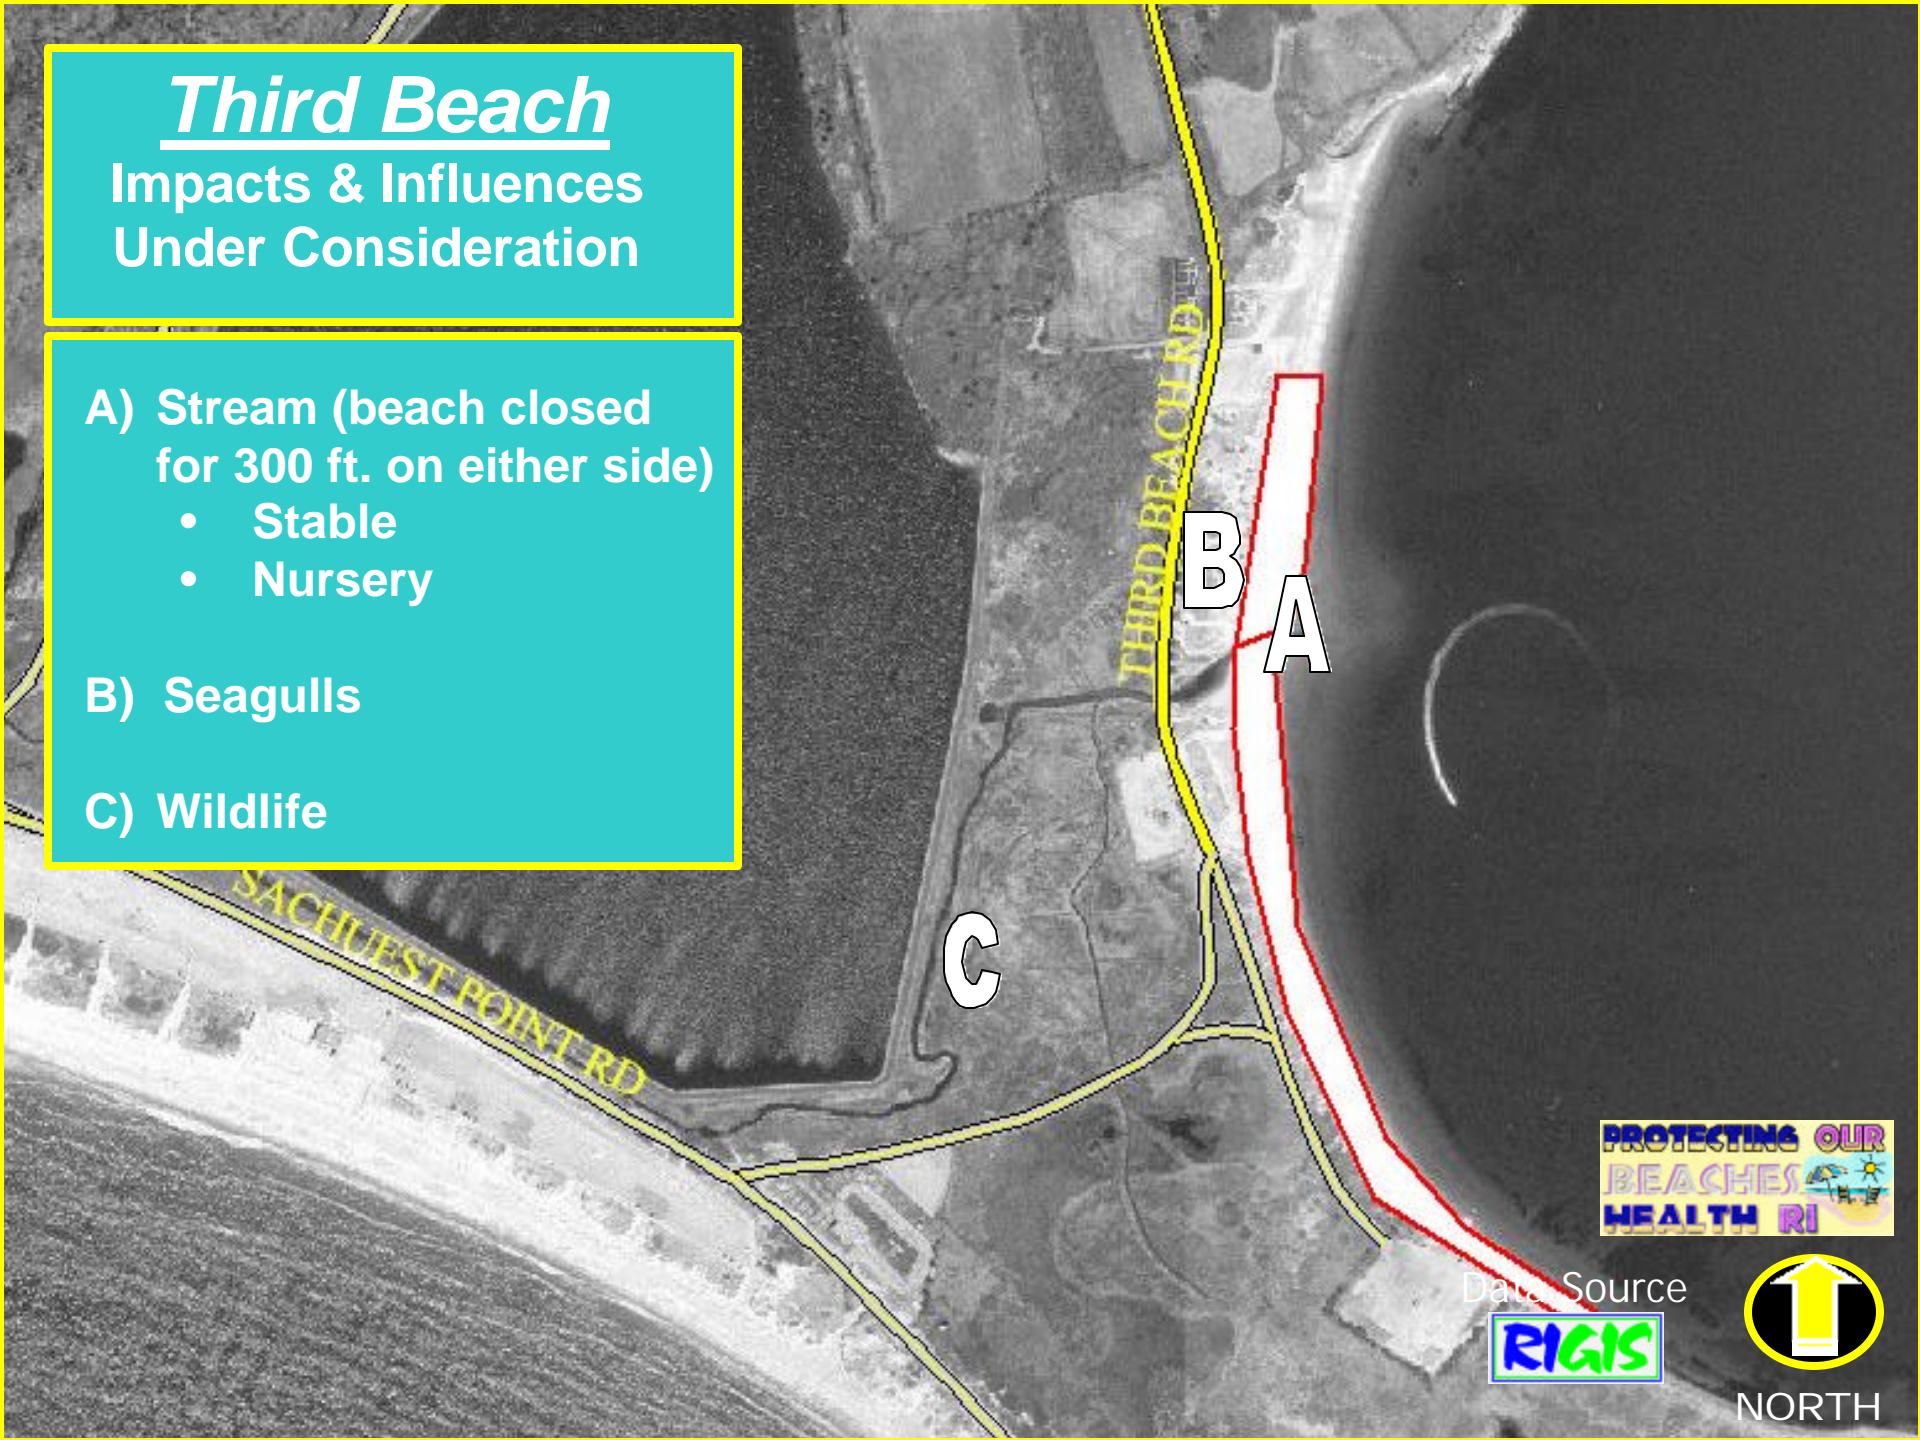 Third Beach
Impacts & Influences
Under Consideration
A) Stream (beach closed
for 300 ft. on either side)
• Stable
• Nursery
B) Seagulls
C) Wildlife
THIRD BEACH RD
B
A
C
SACHUEST POINT RD
PROTECTING OUR
BEACHES
HEALTH RI
Data Source
RIGIS
NORTH